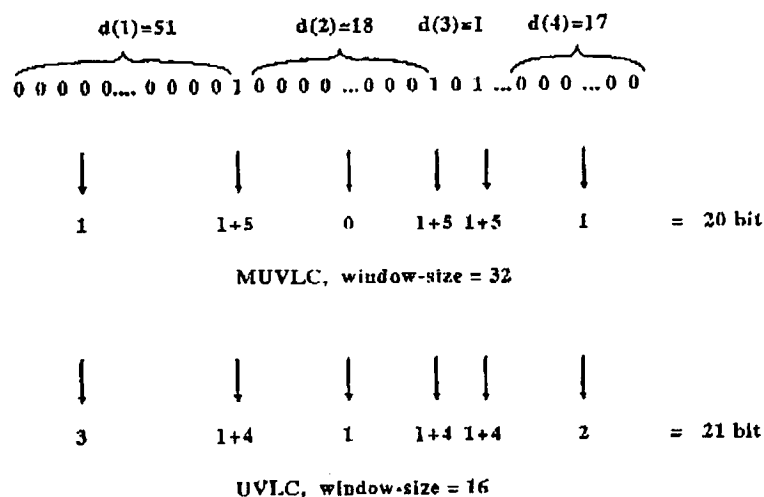 d(1)=51 d(2)=18 d(3)=1 d(4)=17
0 0 0 0 0.... 0 0 0 0 1 0 0 0 0 ...0 0 0 1 0 1 ...0 0 0 ...0 0
1 1+5 0 1+5 1+5 1 = 20 bit
MUVLC, window-size = 32
3 1+4 1 1+4 1+4 2 = 21 bit
UVLC, window-size = 16